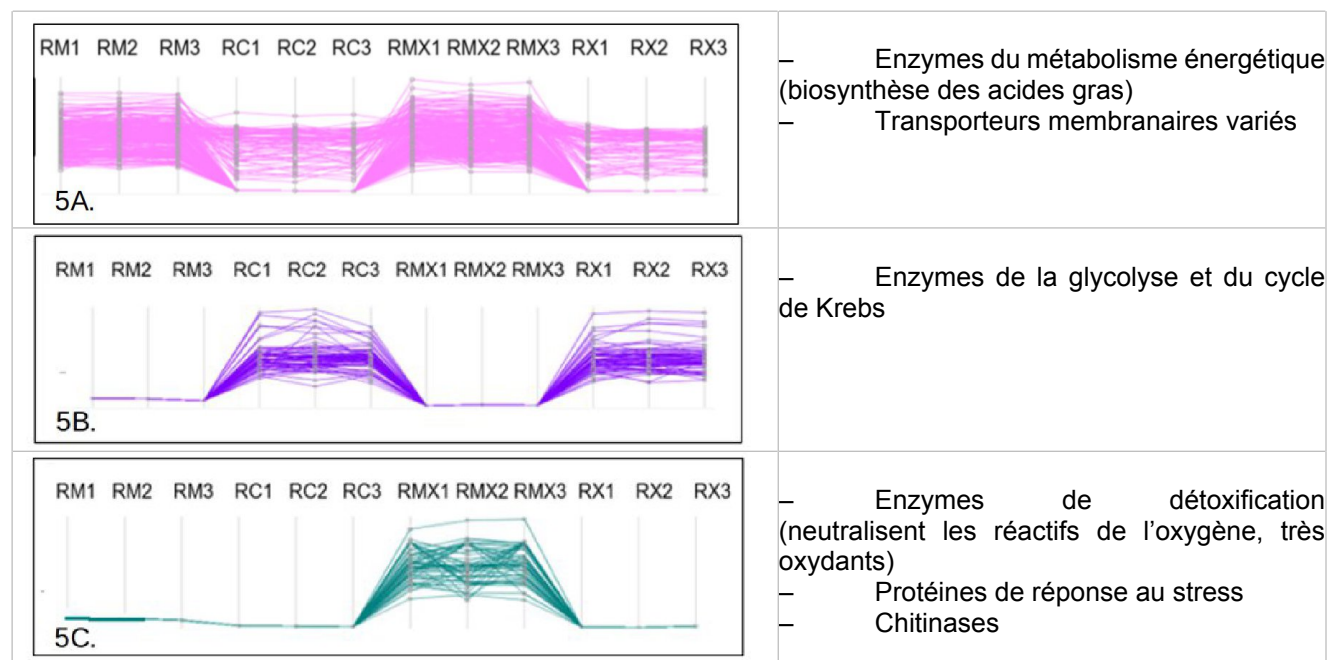 RM1 RM2 RM3 RC1 RC2 RC3 RMX1 RMX2 RMX3 RX1 RX2 RX3
5A.
– Enzymes du métabolisme énergétique
(biosynthèse des acides gras)
– Transporteurs membranaires variés
RM1 RM2 RM3 RC1 RC2 RC3 RMX1 RMX2 RMX3 RX1 RX2 RX3
5B.
– Enzymes de la glycolyse et du cycle
de Krebs
RM1 RM2 RM3 RC1 RC2 RC3 RMX1 RMX2 RMX3 RX1 RX2 RX3
5C.
– Enzymes de détoxification
(neutralisent les réactifs de l’oxygène, très
oxydants)
– Protéines de réponse au stress
– Chitinases